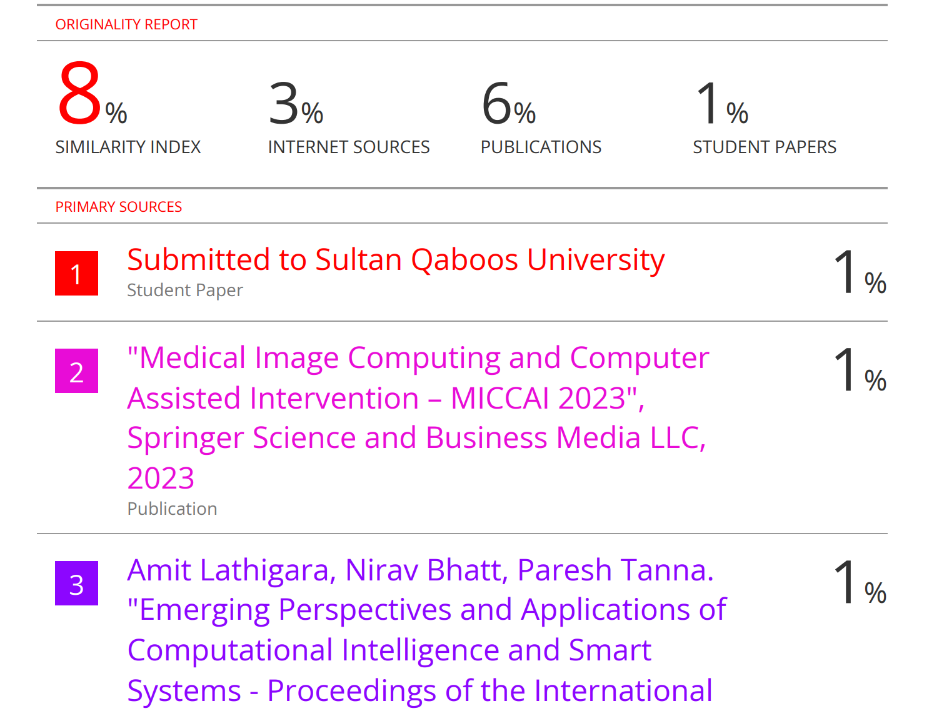 ORIGINALITY REPORT
8%
3%
6%
1%
SIMILARITY INDEX
INTERNET SOURCES
PUBLICATIONS
STUDENT PAPERS
PRIMARY SOURCES
1
Submitted to Sultan Qaboos University
Student Paper
1%
2
"Medical Image Computing and Computer
Assisted Intervention – MICCAI 2023",
Springer Science and Business Media LLC,
2023
Publication
1%
3
Amit Lathigara, Nirav Bhatt, Paresh Tanna.
"Emerging Perspectives and Applications of
Computational Intelligence and Smart
Systems - Proceedings of the International
1%